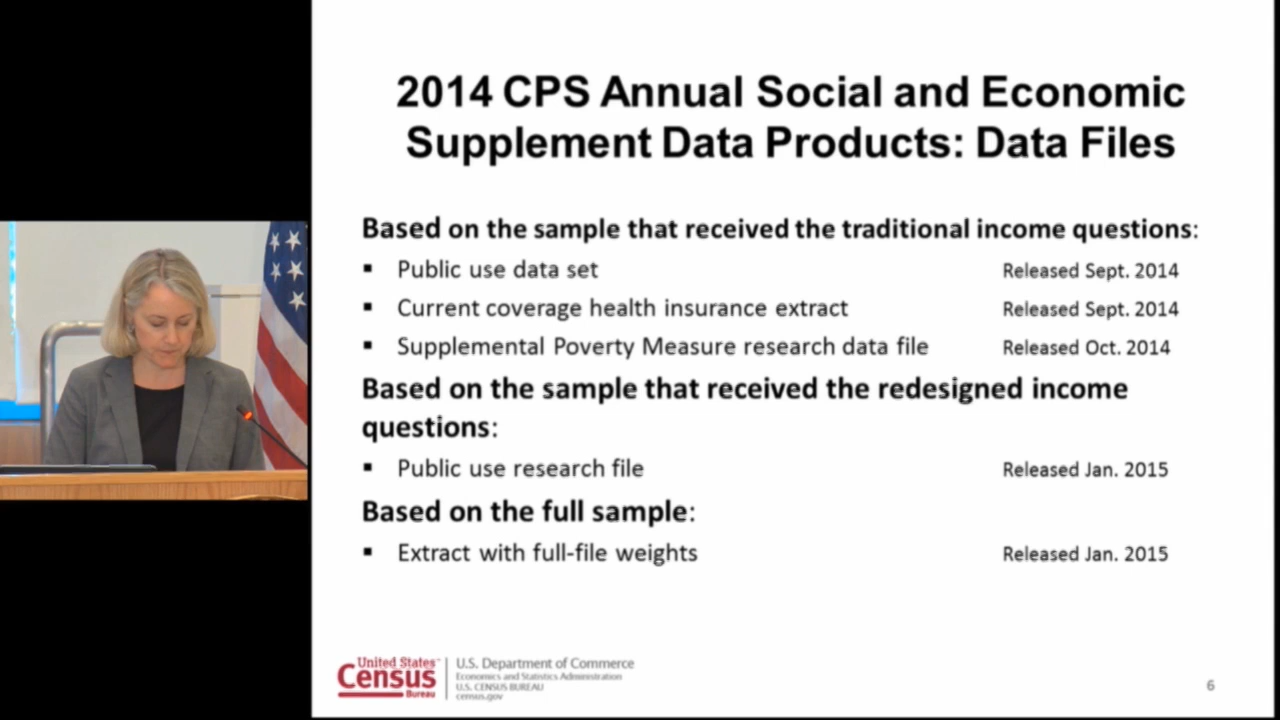 2014 CPS Annual Social and Economic
Supplement Data Products: Data Files
Based on the sample that received the traditional income questions:
▪ Public use data set Released Sept. 2014
▪ Current coverage health insurance extract Released Sept. 2014
▪ Supplemental Poverty Measure research data file Released Oct. 2014
Based on the sample that received the redesigned income
questions:
▪ Public use research file Released Jan. 2015
Based on the full sample:
▪ Extract with full-file weights Released Jan. 2015
United States™
Census
Bureau
U.S. Department of Commerce
Economics and Statistics Administration
U.S. CENSUS BUREAU
census.gov
6